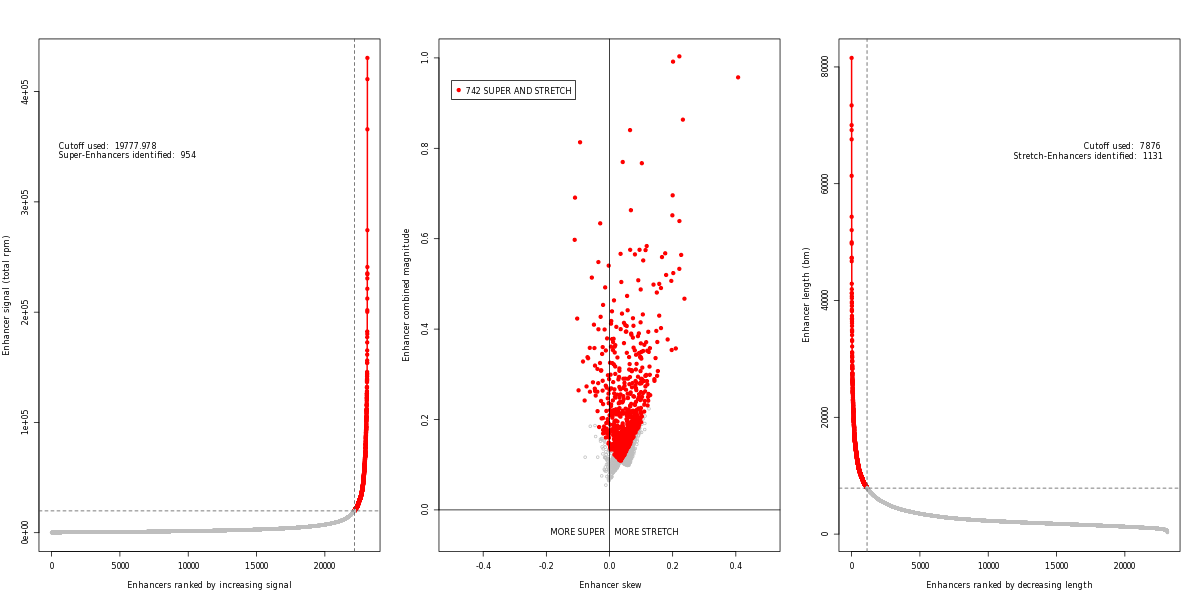 Cutoff used: 19777.978
Super-Enhancers identified: 954
Enhancer signal (total rpm)
0e+00
1e+05
2e+05
3e+05
4e+05
0
5000
10000
15000
20000
Enhancers ranked by increasing signal
742 SUPER AND STRETCH
Enhancer combined magnitude
0.0
0.2
0.4
0.6
0.8
1.0
MORE SUPER
MORE STRETCH
-0.4
-0.2
0.0
0.2
0.4
Enhancer skew
Cutoff used: 7876
Stretch-Enhancers identified: 1131
Enhancer length (bm)
0
20000
40000
60000
80000
0
5000
10000
15000
20000
Enhancers ranked by decreasing length